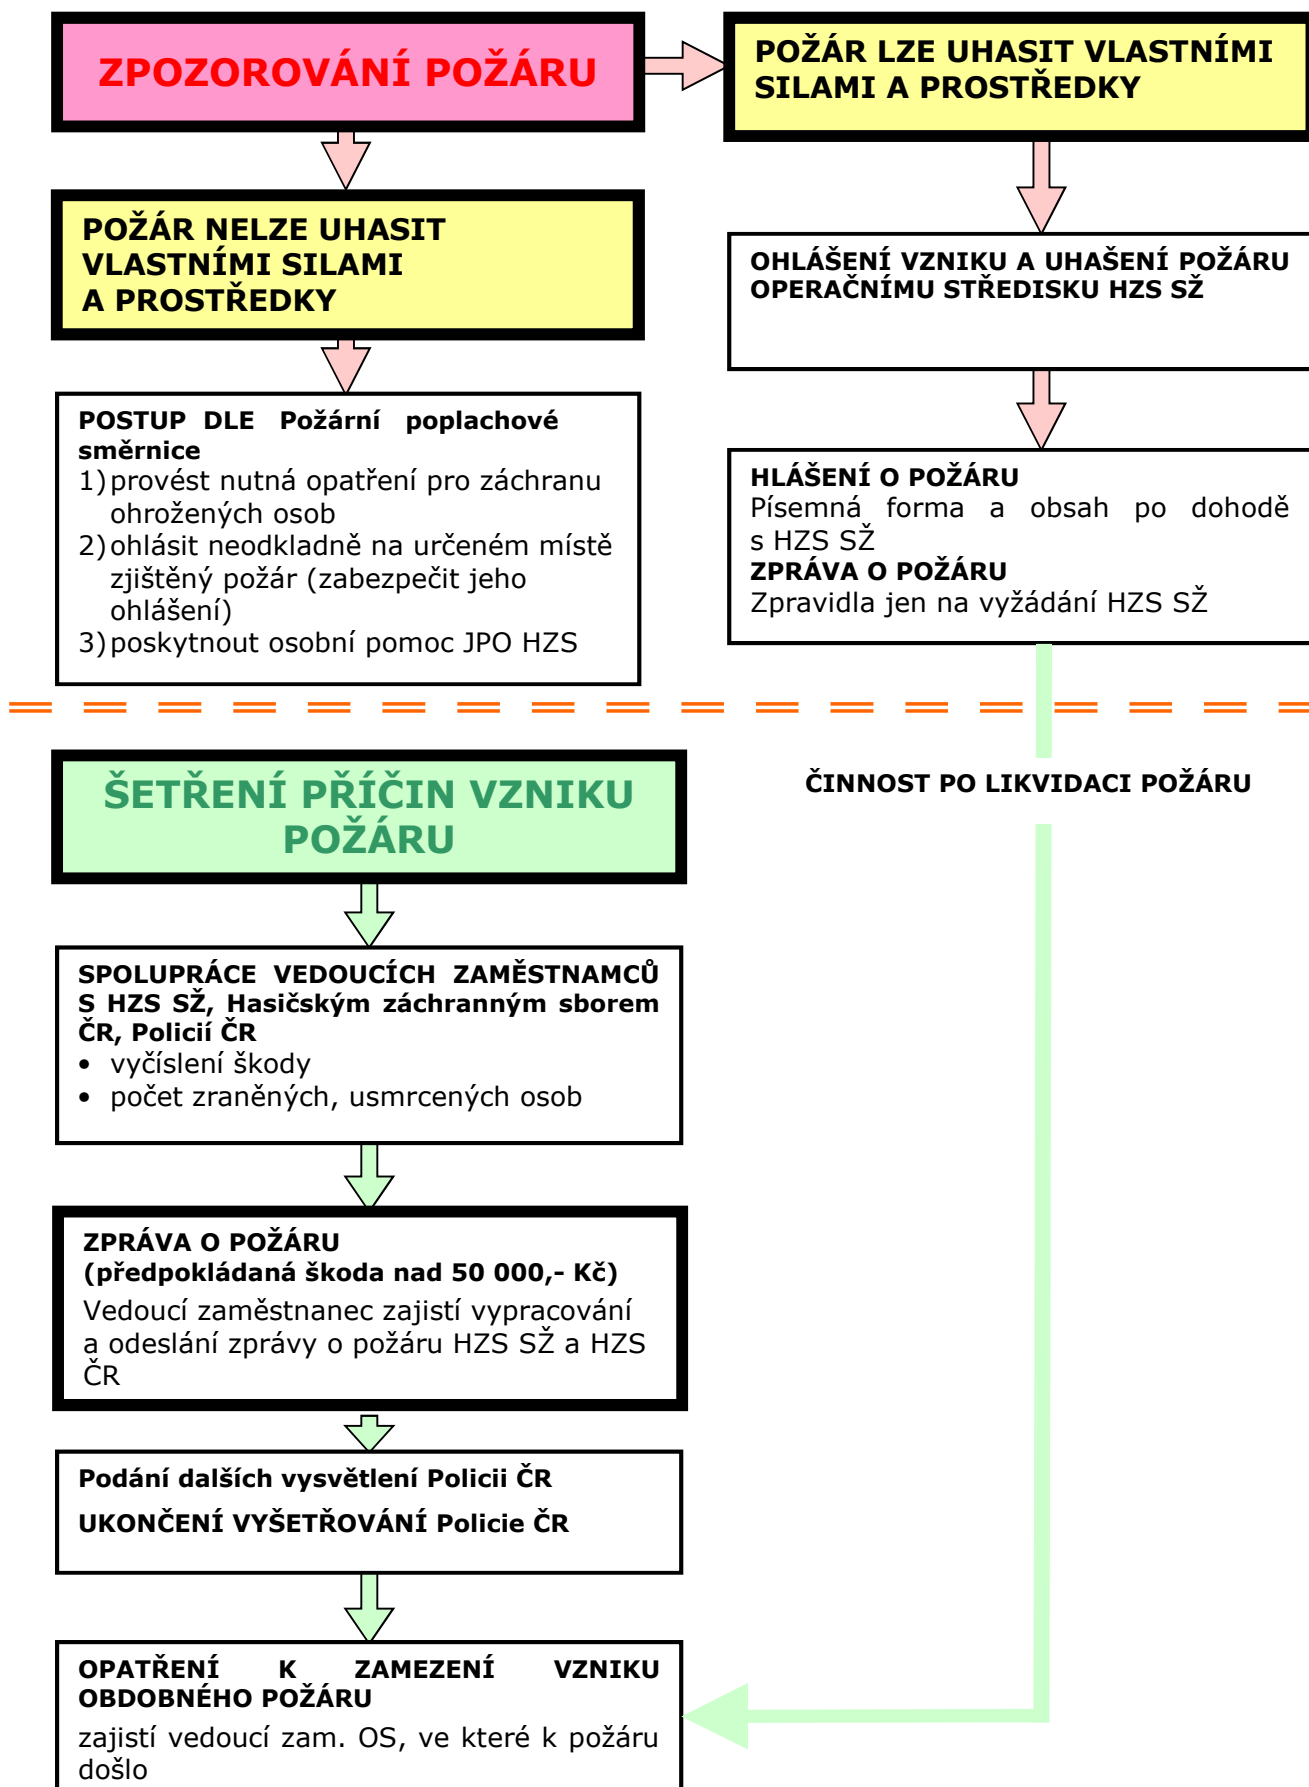 ZPOZOROVÁNÍ POŽÁRU
POŽÁR LZE UHASIT VLASTNÍMI
SILAMI A PROSTŘEDKY
POŽÁR NELZE UHASIT
VLASTNÍMI SILAMI
A PROSTŘEDKY
OHLÁŠENÍ VZNIKU A UHAŠENÍ POŽÁRU
OPERAČNÍMU STŘEDISKU HZS SŽ
POSTUP DLE Požární poplachové
směrnice
1) provést nutná opatření pro záchranu
ohrožených osob
2) ohlásit neodkladně na určeném místě
zjištěný požár (zabezpečit jeho
ohlášení)
3) poskytnout osobní pomoc JPO HZS
HLÁŠENÍ O POŽÁRU
Písemná forma a obsah po dohodě
s HZS SŽ
ZPRÁVA O POŽÁRU
Zpravidla jen na vyžádání HZS SŽ
ŠETŘENÍ PŘÍČIN VZNIKU
POŽÁRU
ČINNOST PO LIKVIDACI POŽÁRU
SPOLUPRÁCE VEDOUCÍCH ZAMĚSTNAMCŮ
S HZS SŽ, Hasičským záchranným sborem
ČR, Policií ČR
• vyčíslení škody
• počet zraněných, usmrcených osob
ZPRÁVA O POŽÁRU
(předpokládaná škoda nad 50 000,- Kč)
Vedoucí zaměstnanec zajistí vypracování
a odeslání zprávy o požáru HZS SŽ a HZS
ČR
Podání dalších vysvětlení Policii ČR
UKONČENÍ VYŠETŘOVÁNÍ Policie ČR
OPATŘENÍ K ZAMEZENÍ VZNIKU
OBDOBNÉHO POŽÁRU
zajistí vedoucí zam. OS, ve které k požáru
došlo